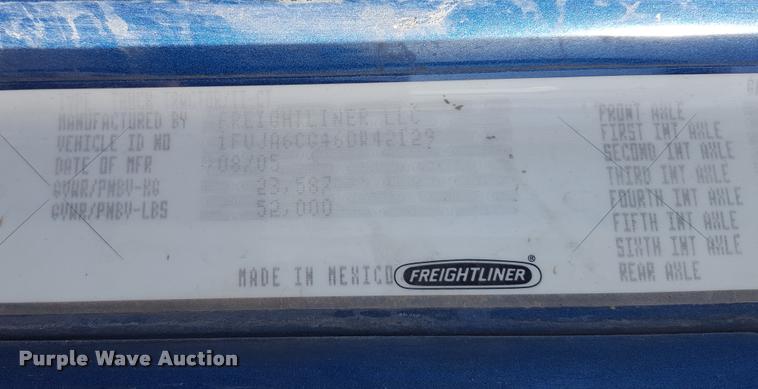 MANUFACTURED BY FREIGHTLINER LLC
VEHICLE ID NO 1FUJA6CG46DW42129
DATE OF MFR 08/05
GVWR/PNBV-KG 23,587
GVWR/PNBV-LBS 52,000
MADE IN MEXICO FREIGHTLINER®
FRONT AXLE
FIRST INT AXLE
SECOND INT AXLE
THIRD INT AXLE
FOURTH INT AXLE
FIFTH INT AXLE
SIXTH INT AXLE
REAR AXLE
Purple Wave Auction